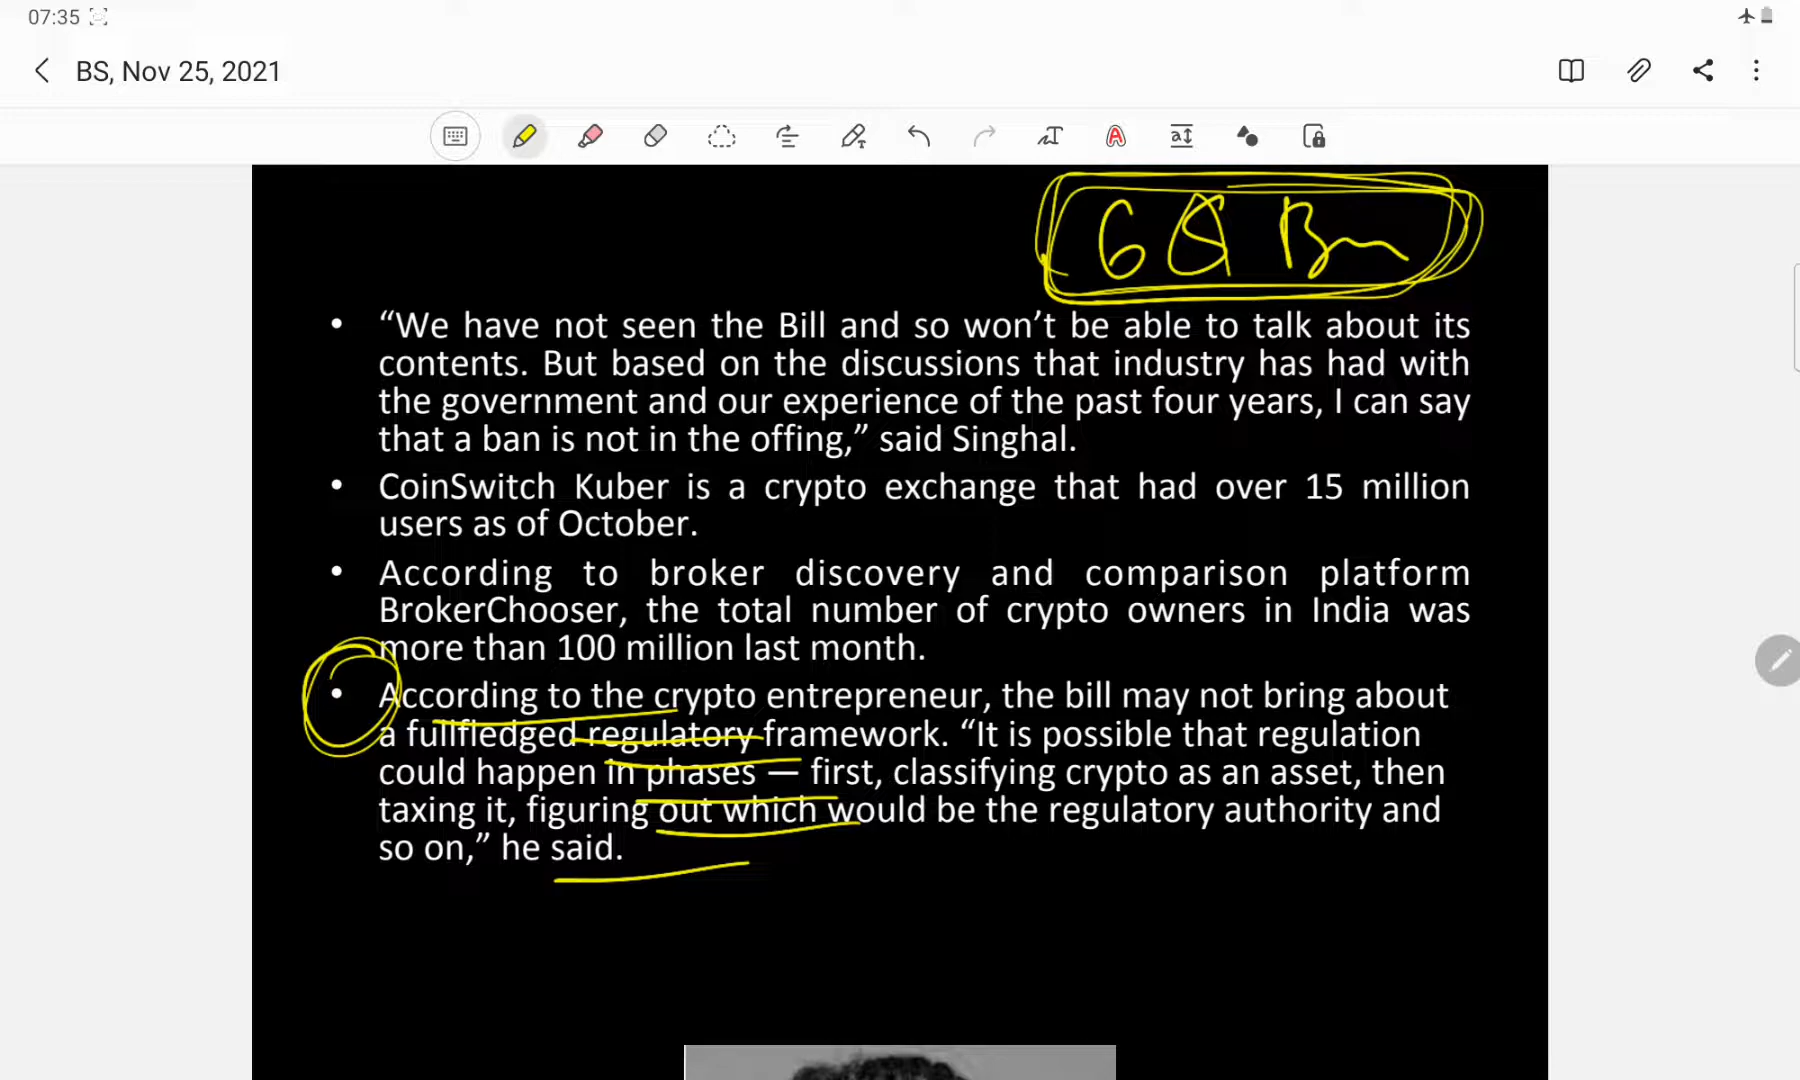 07:35
BS, Nov 25, 2021
6
• “We have not seen the Bill and so won’t be able to talk about its
contents. But based on the discussions that industry has had with
the government and our experience of the past four years, I can say
that a ban is not in the offing,” said Singhal.
• CoinSwitch Kuber is a crypto exchange that had over 15 million
users as of October.
• According to broker discovery and comparison platform
BrokerChooser, the total number of crypto owners in India was
more than 100 million last month.
• According to the crypto entrepreneur, the bill may not bring about
a fullfledged regulatory framework. “It is possible that regulation
could happen in phases — first, classifying crypto as an asset, then
taxing it, figuring out which would be the regulatory authority and
so on,” he said.